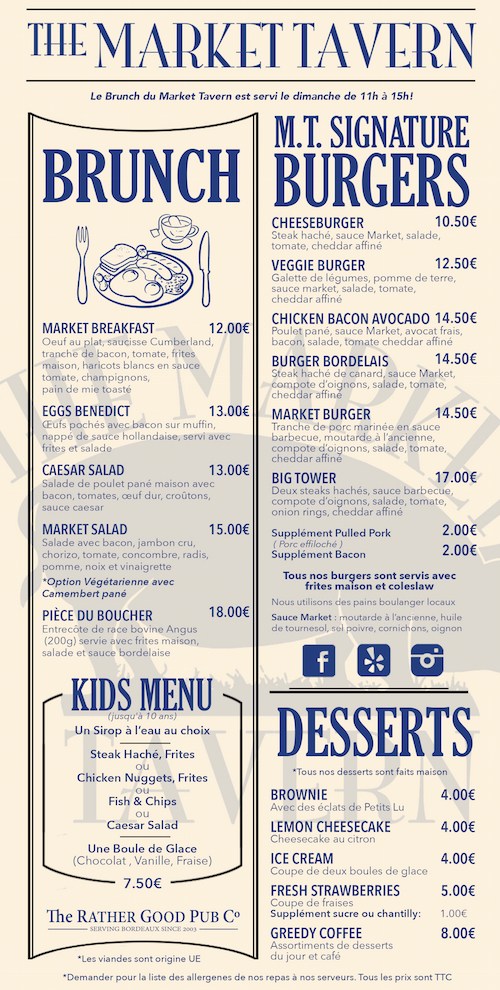 THE MARKET TAVERN
Le Brunch du Market Tavern est servi le dimanche de 11h à 15h!
BRUNCH
MARKET BREAKFAST 12.00€
Oeuf au plat, saucisse Cumberland,
tranche de bacon, tomate, frites
maison, haricots blancs en sauce
tomate, champignons,
pain de mie toasté
EGGS BENEDICT 13.00€
Œufs pochés avec bacon sur muffin,
nappé de sauce hollandaise, servi avec
frites et salade
CAESAR SALAD 13.00€
Salade de poulet pané maison avec
bacon, tomates, œuf dur, croûtons,
sauce caesar
MARKET SALAD 15.00€
Salade avec bacon, jambon cru,
chorizo, tomate, concombre, radis,
pomme, noix et vinaigrette
*Option Végétarienne avec
Camembert pané
PIÈCE DU BOUCHER 18.00€
Entrecôte de race bovine Angus
(200g) servie avec frites maison,
salade et sauce bordelaise
KIDS MENU
(jusqu'à 10 ans)
Un Sirop à l'eau au choix
Steak Haché, Frites
ou
Chicken Nuggets, Frites
ou
Fish & Chips
ou
Caesar Salad
Une Boule de Glace
(Chocolat , Vanille, Fraise)
7.50€
The RATHER GOOD PUB Cº
SERVING BORDEAUX SINCE 2003
*Les viandes sont origine UE
M.T. SIGNATURE
BURGERS
CHEESEBURGER 10.50€
Steak haché, sauce Market, salade,
tomate, cheddar affiné
VEGGIE BURGER 12.50€
Galette de légumes, pomme de terre,
sauce market, salade, tomate,
cheddar affiné
CHICKEN BACON AVOCADO 14.50€
Poulet pané, sauce Market, avocat frais,
bacon, salade, tomate cheddar affiné
BURGER BORDELAIS 14.50€
Steak haché de canard, sauce Market,
compote d'oignons, salade, tomate,
cheddar affiné
MARKET BURGER 14.50€
Tranche de porc marinée en sauce
barbecue, moutarde à l'ancienne,
compote d'oignons, salade, tomate,
cheddar affiné
BIG TOWER 17.00€
Deux steaks hachés, sauce barbecue,
compote d'oignons, salade, tomate,
onion rings, cheddar affiné
Supplément Pulled Pork 2.00€
( Porc effiloché )
Supplément Bacon 2.00€
Tous nos burgers sont servis avec
frites maison et coleslaw
Nous utilisons des pains boulanger locaux
Sauce Market : moutarde à l'ancienne, huile
de tournesol, sel poivre, cornichons, oignon
DESSERTS
*Tous nos desserts sont faits maison
BROWNIE 4.00€
Avec des éclats de Petits Lu
LEMON CHEESECAKE 4.00€
Cheesecake au citron
ICE CREAM 4.00€
Coupe de deux boules de glace
FRESH STRAWBERRIES 5.00€
Coupe de fraises
Supplément sucre ou chantilly: 1.00€
GREEDY COFFEE 8.00€
Assortiments de desserts
du jour et café
*Demander pour la liste des allergenes de nos repas à nos serveurs. Tous les prix sont TTC
THE MARKET
TAVERN